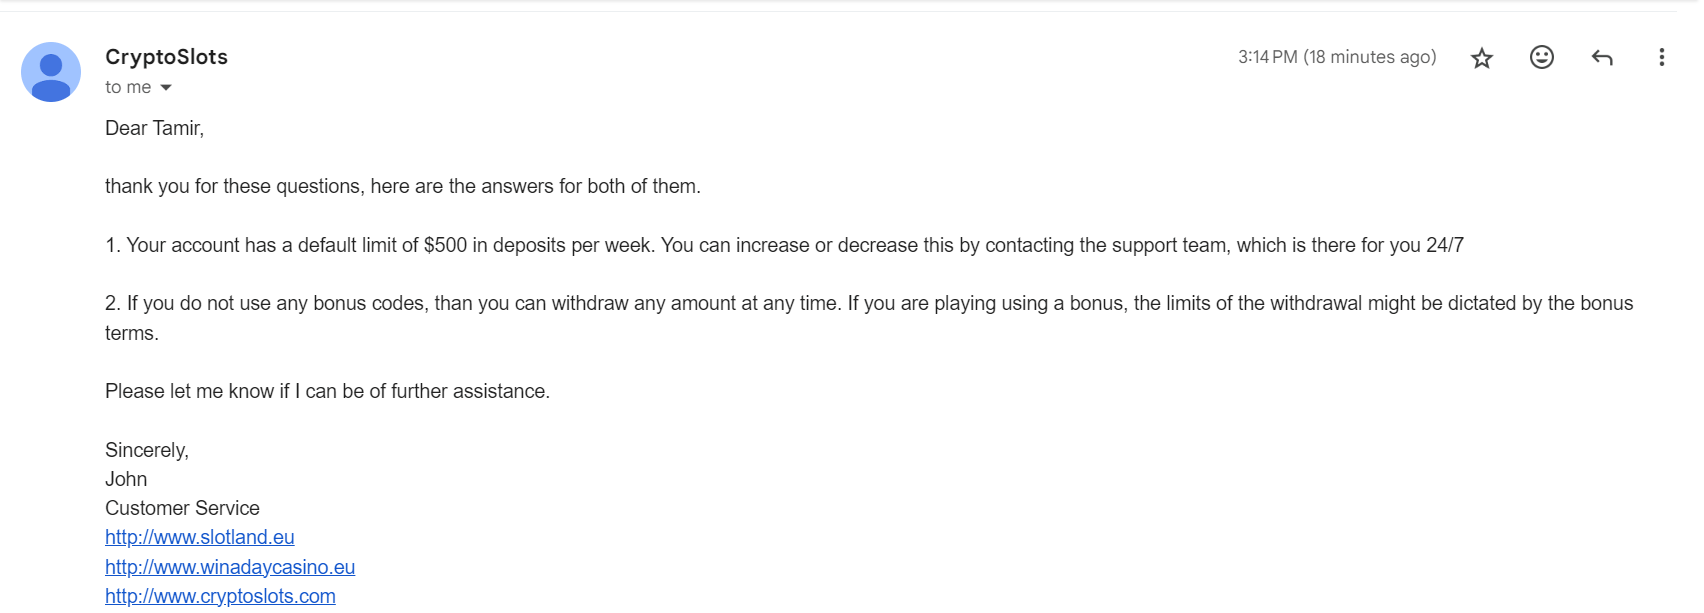 CryptoSlots
3:14 PM (18 minutes ago)
to me
Dear Tamir,
thank you for these questions, here are the answers for both of them.
1. Your account has a default limit of $500 in deposits per week. You can increase or decrease this by contacting the support team, which is there for you 24/7
2. If you do not use any bonus codes, than you can withdraw any amount at any time. If you are playing using a bonus, the limits of the withdrawal might be dictated by the bonus
terms.
Please let me know if I can be of further assistance.
Sincerely,
John
Customer Service
http://www.slotland.eu
http://www.winadaycasino.eu
http://www.cryptoslots.com